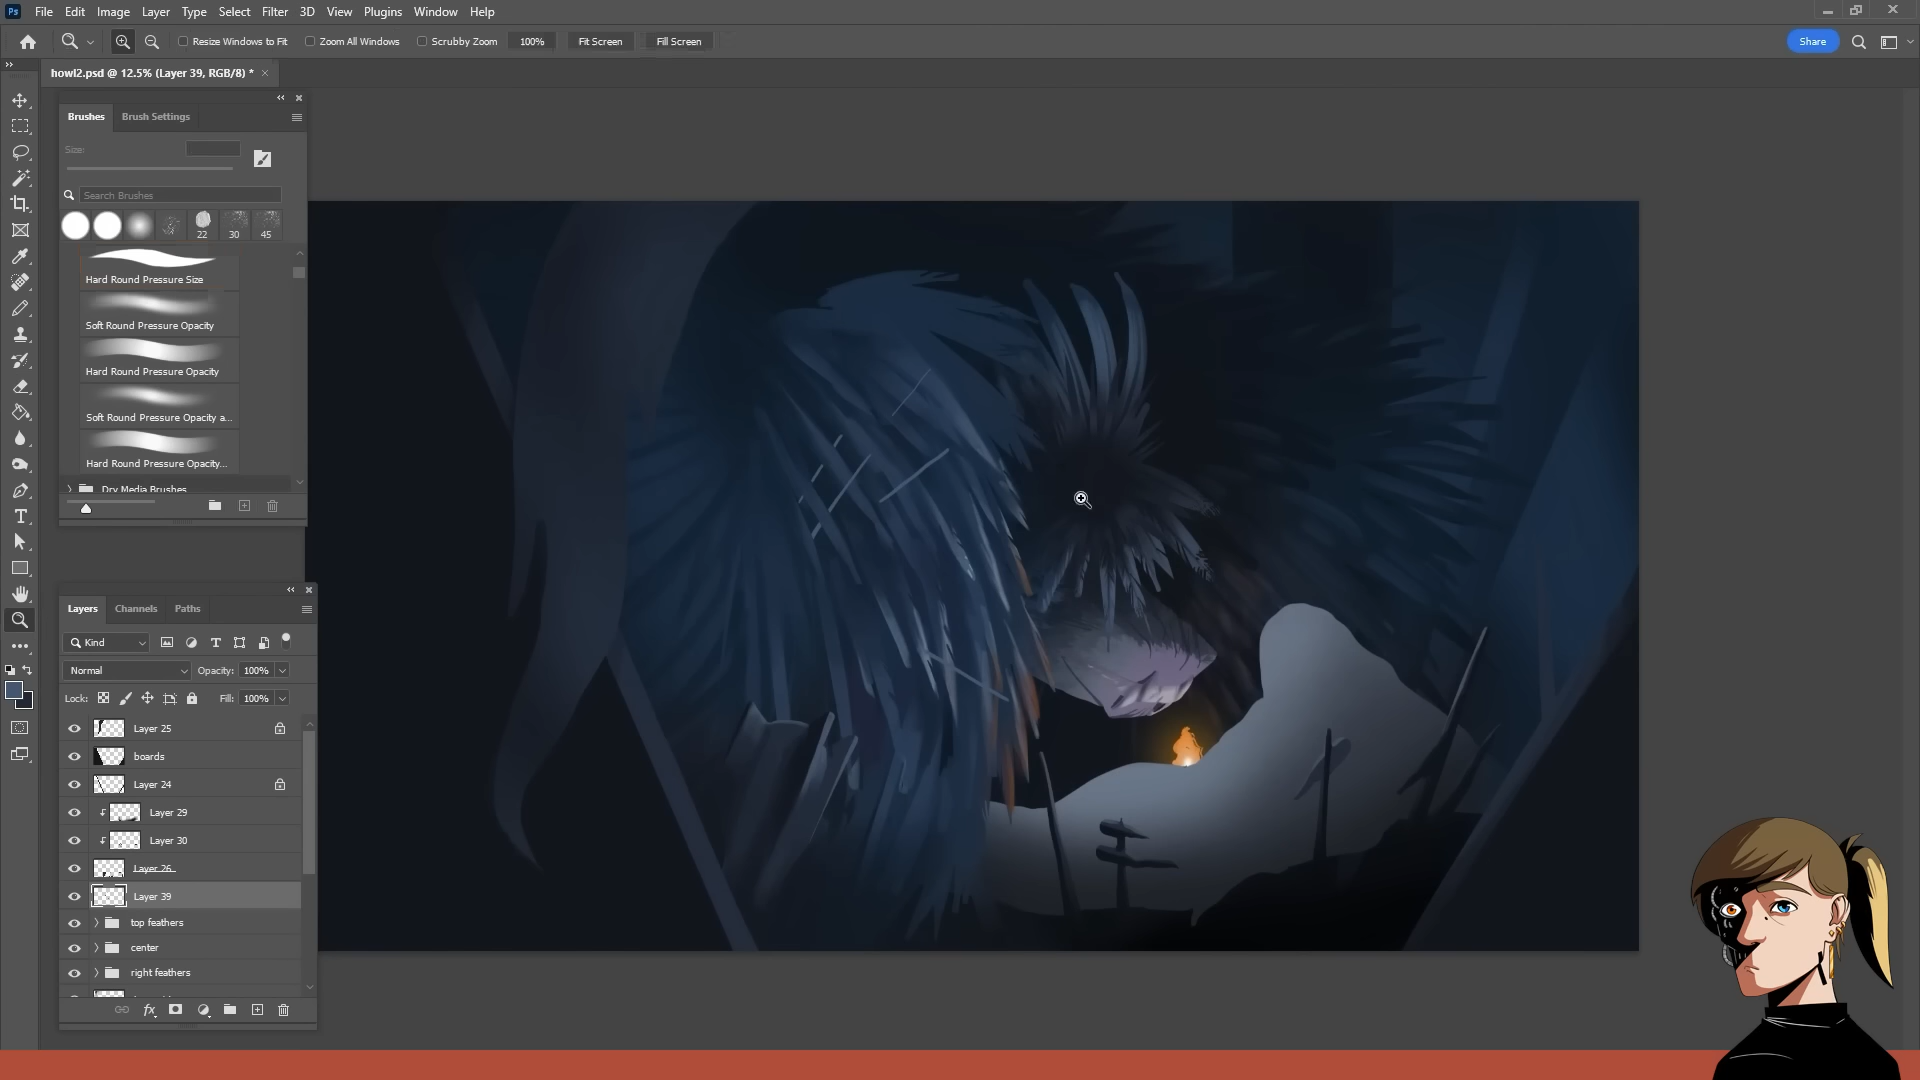 Ps File Edit Image Layer Type Select Filter 3D View Plugins Window Help
Resize Windows to Fit Zoom All Windows Scrubby Zoom 100% Fit Screen Fill Screen Share
howl2.psd @ 12.5% (Layer 39, RGB/8) *
Brushes Brush Settings
Size:
Search Brushes
22 30 45
Hard Round Pressure Size
Soft Round Pressure Opacity
Hard Round Pressure Opacity
Soft Round Pressure Opacity a...
Hard Round Pressure Opacity...
Dry Media Brushes
Layers Channels Paths
Kind
Normal Opacity: 100%
Lock: Fill: 100%
Layer 25
boards
Layer 24
Layer 29
Layer 30
Layer 26
Layer 39
top feathers
center
right feathers
fx